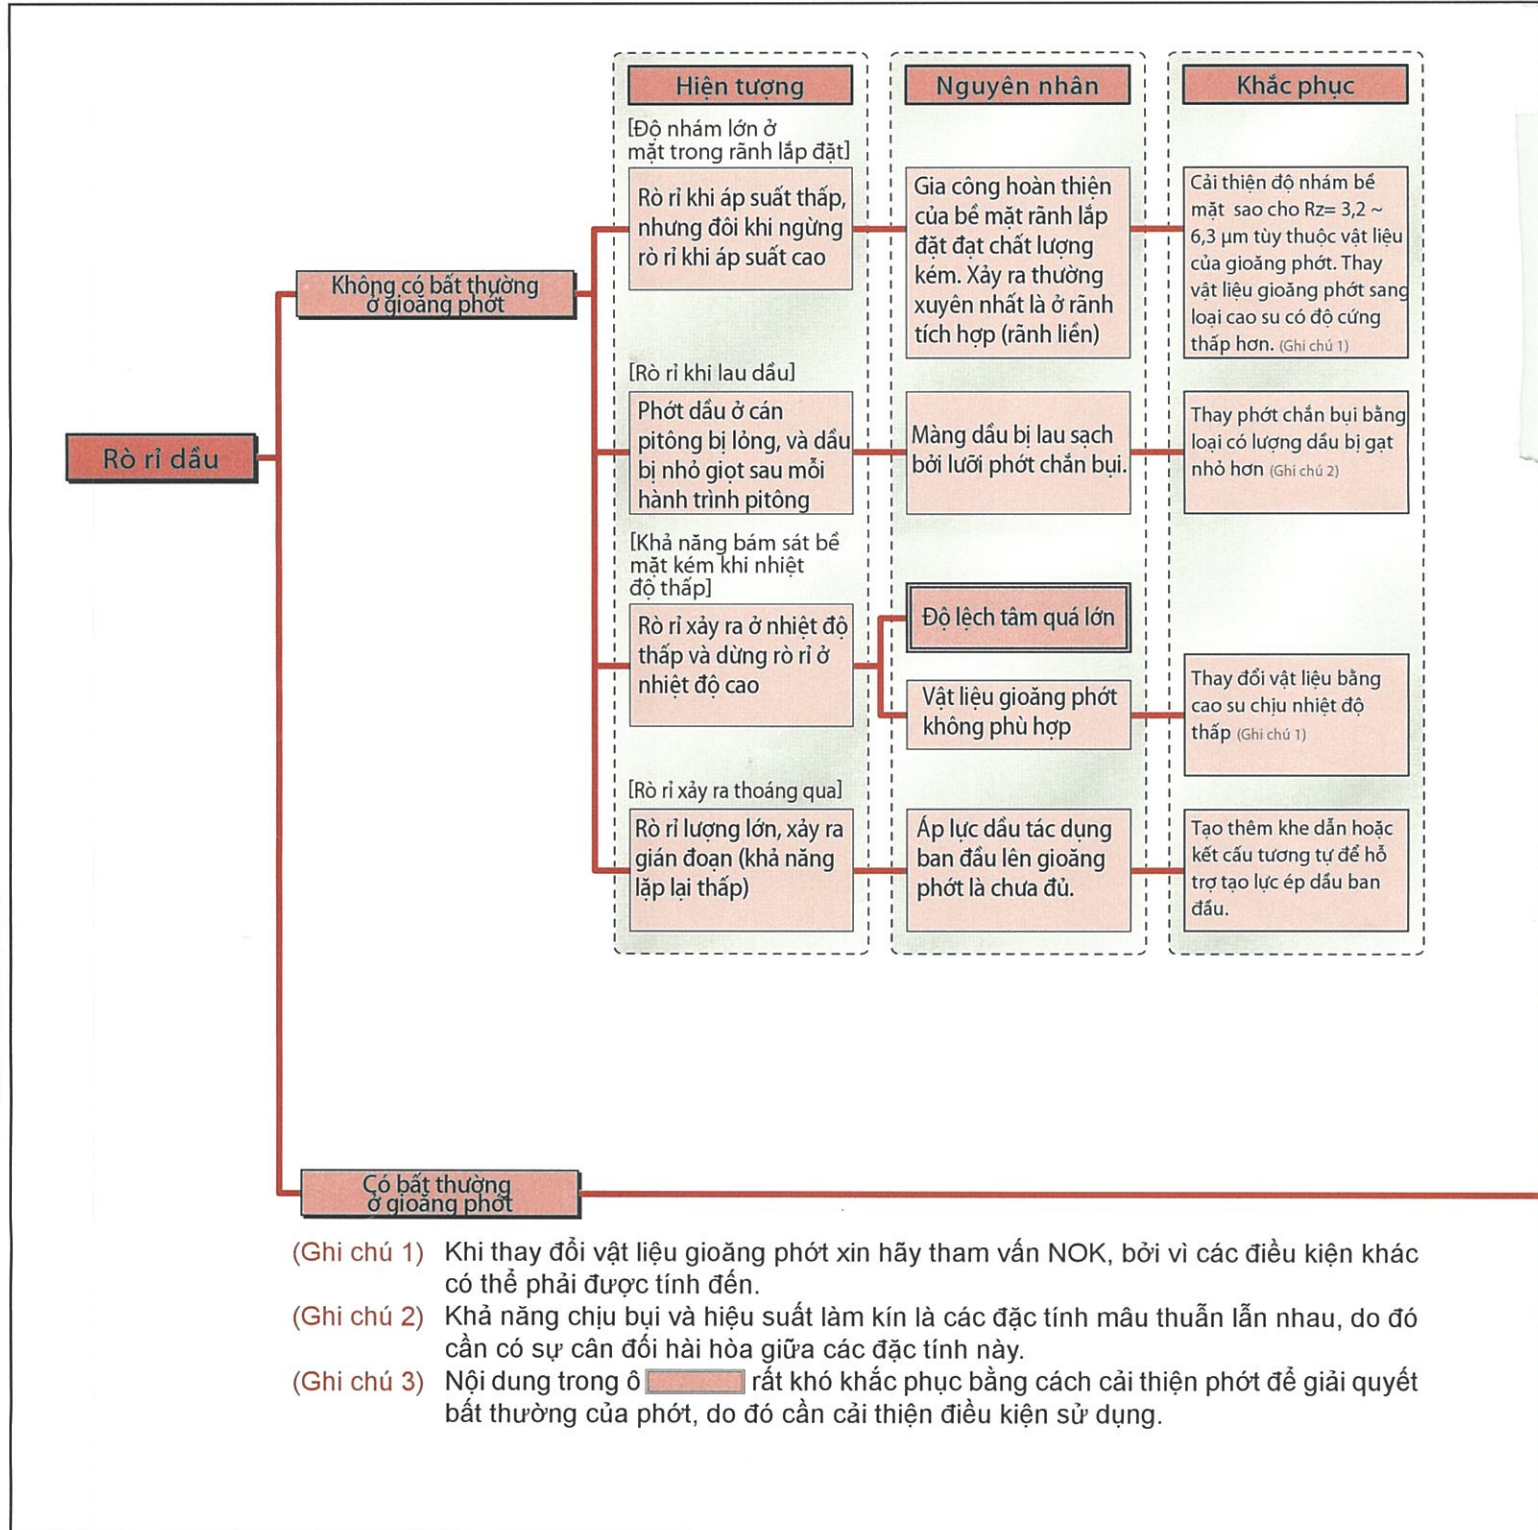 Hiện tượng
Nguyên nhân
Khắc phục
[Độ nhám lớn ở
mặt trong rãnh lắp đặt]
Rò rỉ khi áp suất thấp,
nhưng đôi khi ngừng
rò rỉ khi áp suất cao
Gia công hoàn thiện
của bề mặt rãnh lắp
đặt đạt chất lượng
kém. Xảy ra thường
xuyên nhất là ở rãnh
tích hợp (rãnh liền)
Cải thiện độ nhám bề
mặt sao cho Rz= 3,2 ~
6,3 µm tùy thuộc vật liệu
của gioăng phớt. Thay
vật liệu gioăng phớt sang
loại cao su có độ cứng
thấp hơn. (Ghi chú 1)
Không có bất thường
ở gioăng phớt
[Rò rỉ khi lau dầu]
Phớt dầu ở cán
pitông bị lỏng, và dầu
bị nhỏ giọt sau mỗi
hành trình pitông
Màng dầu bị lau sạch
bởi lưỡi phớt chắn bụi.
Thay phớt chắn bụi bằng
loại có lượng dầu bị gạt
nhỏ hơn (Ghi chú 2)
Rò rỉ dầu
[Khả năng bám sát bề
mặt kém khi nhiệt
độ thấp]
Rò rỉ xảy ra ở nhiệt độ
thấp và dừng rò rỉ ở
nhiệt độ cao
Độ lệch tâm quá lớn
Vật liệu gioăng phớt
không phù hợp
Thay đổi vật liệu bằng
cao su chịu nhiệt độ
thấp (Ghi chú 1)
[Rò rỉ xảy ra thoáng qua]
Rò rỉ lượng lớn, xảy ra
gián đoạn (khả năng
lặp lại thấp)
Áp lực dầu tác dụng
ban đầu lên gioăng
phớt là chưa đủ.
Tạo thêm khe dẫn hoặc
kết cấu tương tự để hỗ
trợ tạo lực ép dầu ban
đầu.
Có bất thường
ở gioăng phớt
(Ghi chú 1) Khi thay đổi vật liệu gioăng phớt xin hãy tham vấn NOK, bởi vì các điều kiện khác
có thể phải được tính đến.
(Ghi chú 2) Khả năng chịu bụi và hiệu suất làm kín là các đặc tính mâu thuẫn lẫn nhau, do đó
cần có sự cân đối hài hòa giữa các đặc tính này.
(Ghi chú 3) Nội dung trong ô rất khó khắc phục bằng cách cải thiện phớt để giải quyết
bất thường của phớt, do đó cần cải thiện điều kiện sử dụng.